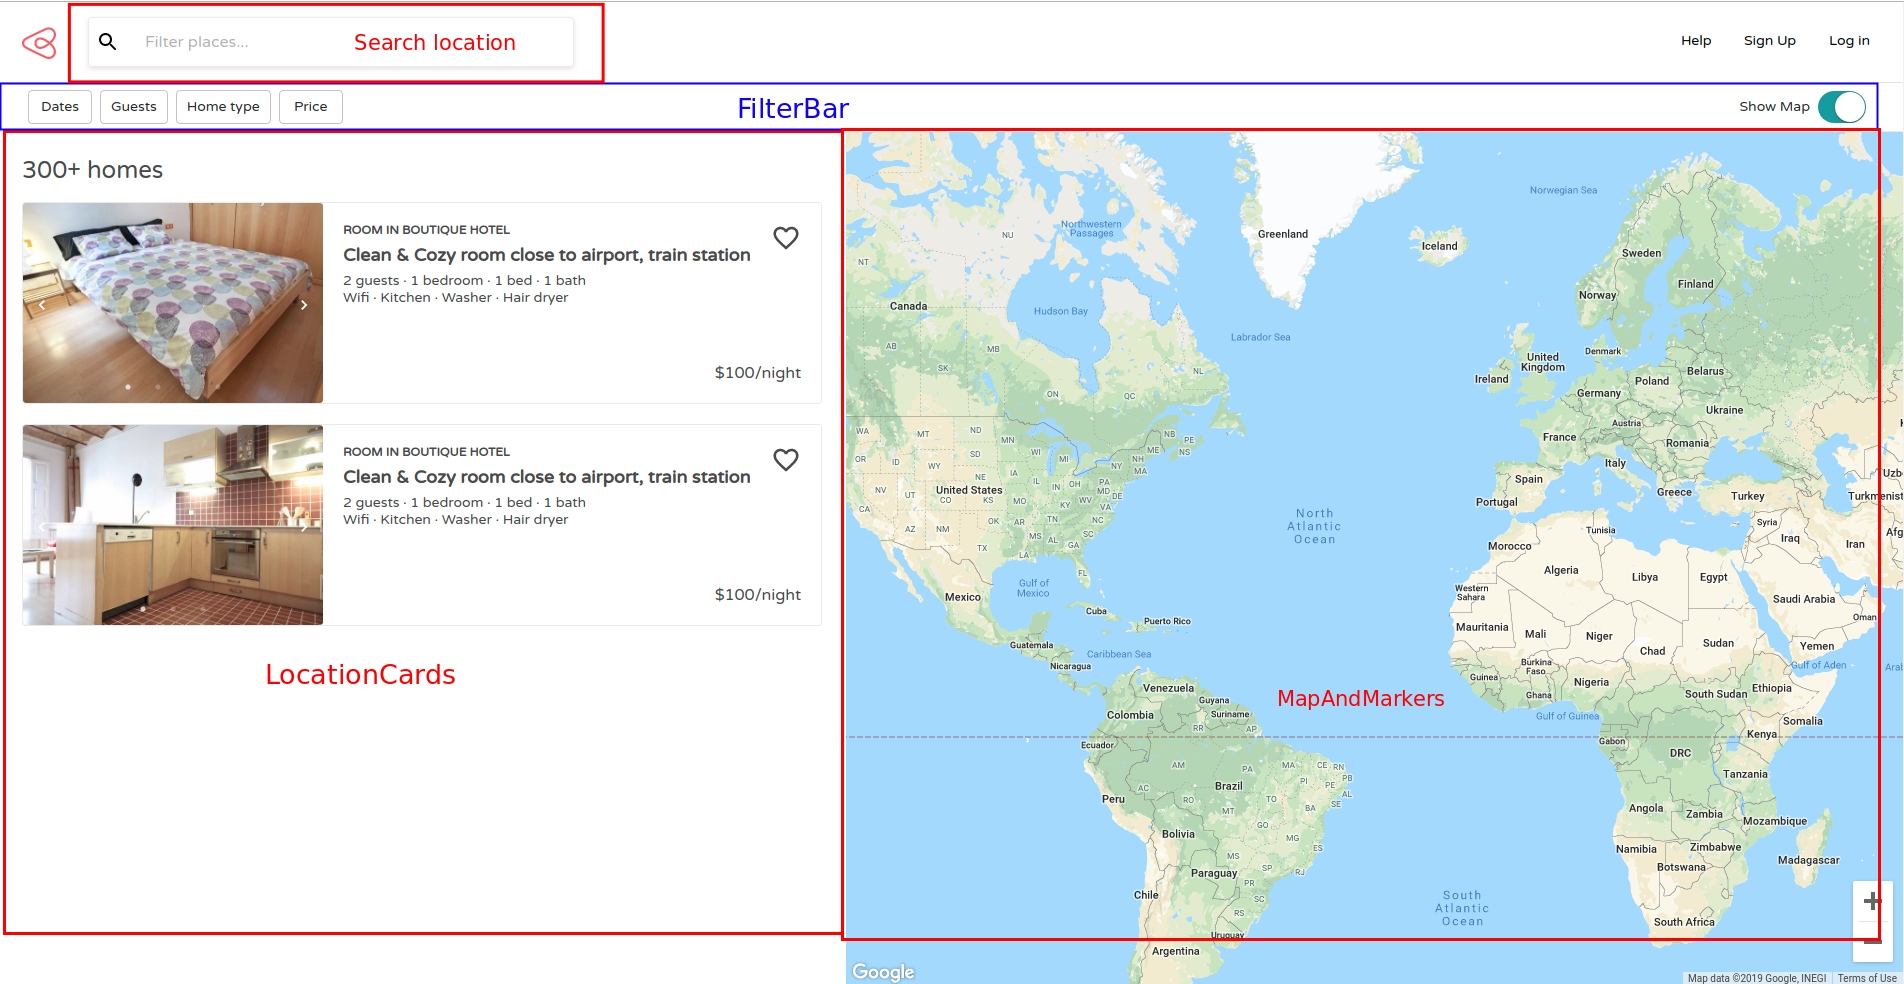 Filter places...
Search location
Help
Sign Up
Log in
Dates
Guests
Home type
Price
FilterBar
Show Map
300+ homes
ROOM IN BOUTIQUE HOTEL
Clean & Cozy room close to airport, train station
2 guests · 1 bedroom · 1 bed · 1 bath
Wifi · Kitchen · Washer · Hair dryer
$100/night
ROOM IN BOUTIQUE HOTEL
Clean & Cozy room close to airport, train station
2 guests · 1 bedroom · 1 bed · 1 bath
Wifi · Kitchen · Washer · Hair dryer
$100/night
LocationCards
Norwegian Sea
Northwestern
Passages
NU
Greenland
Iceland
Sweden
NT
Finland
Norway
Canada
Hudson Bay
Labrador Sea
AB
MB
SK
NL
ON
QC
Denmark
United
Kingdom
Ireland
Belarus
Poland
Germany
Ukraine
Austria
France
Romania
WA
MT
ND
MN
NB
PE
NS
ME
OR
ID
WY
SD
WI
MI
NY
NH
MA
Italy
Uzb
NV
UT
NE
United States
CO
KS
IL
IN
OH
PA
MD
DE
MO
KY
WV
VA
Spain
Portugal
Greece
Turkey
Turkmenist
CA
AZ
NM
OK
AR
TN
NC
SC
MS
AL
GA
TX
LA
FL
North
Atlantic
Ocean
Tunisia
Syria
Iraq
Iran
Afg
Morocco
Algeria
Libya
Egypt
Western
Sahara
Gulf of
Mexico
Mexico
Cuba
Puerto Rico
Saudi Arabia
Oman
Mauritania
Mali
Niger
Chad
Sudan
Yemen
Guatemala
Caribbean Sea
Nicaragua
Burkina
Faso
Gulf of Aden
Arab
Guinea
Nigeria
Ghana
South Sudan
Ethiopia
Venezuela
Guyana
Suriname
Colombia
MapAndMarkers
Gulf of Guinea
Somalia
RR
AP
Ecuador
Gabon
Kenya
DRC
AM
PA
MA
CE
RN
PB
PI
PE
AL
SE
Tanzania
AC
RO
Brazil
TO
BA
Peru
MT
Angola
Zambia
Mozambique
GO
MG
ES
Bolivia
Namibia
Zimbabwe
Botswana
Madagascar
MS
SP
RJ
Paraguay
PR
SC
RS
Chile
South
Atlantic
Ocean
South Africa
Uruguay
Argentina
Google
Map data ©2019 Google, INEGI
Terms of Use